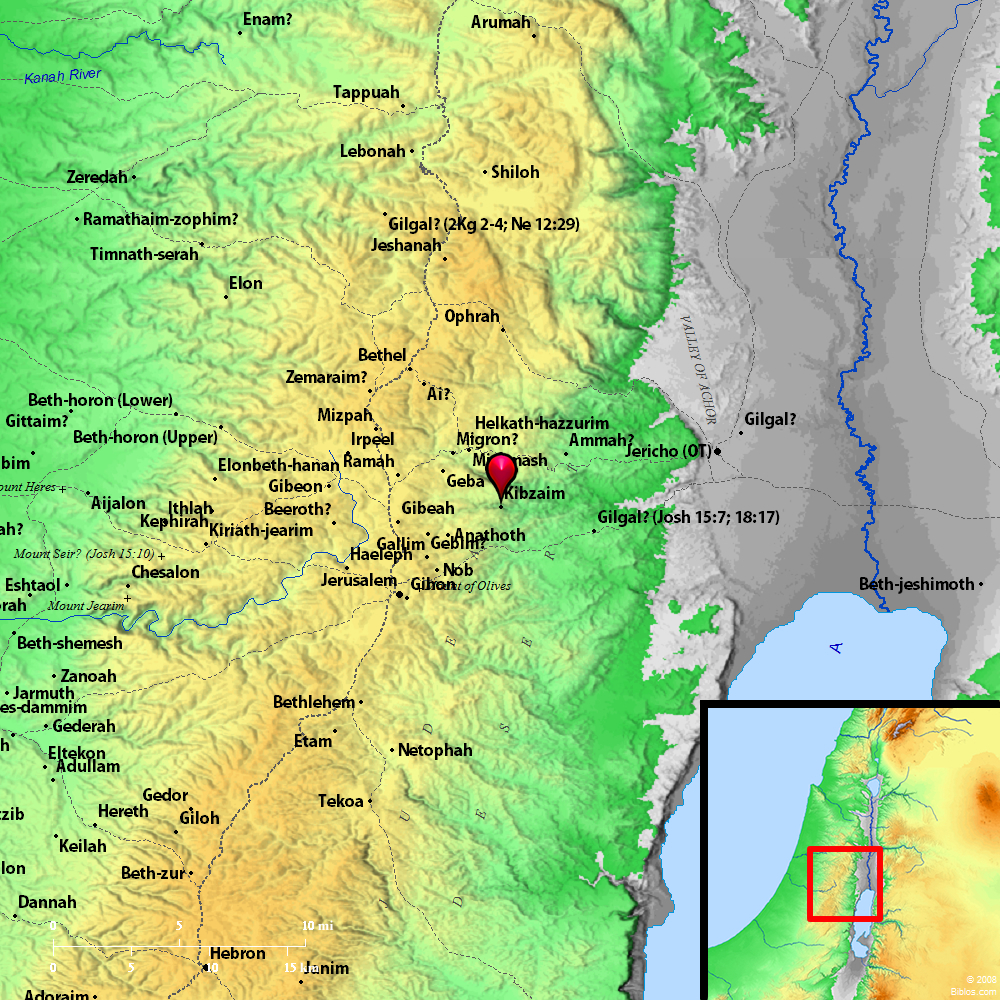 Enam?
Arumah
Kanah River
Tappuah
Lebonah
Shiloh
Zeredah
Ramathaim-zophim?
Gilgal? (2Kg 2-4; Ne 12:29)
Jeshanah
Timnath-serah
Elon
Ophrah
VALLEY OF ACHOR
Bethel
Zemaraim?
Ai?
Beth-horon (Lower)
Mizpah
Gittaim?
Helkath-hazzurim
Gilgal?
Beth-horon (Upper)
Irpeel
Migron?
Ammah?
Jericho (OT)
bim
Elonbeth-hanan
Ramah
Geba
ount Heres
Gibeon
Kibzaim
Aijalon
Ithlah
Beeroth?
Gibeah
Kephirah
Gilgal? (Josh 15:7; 18:17)
ah?
Kiriath-jearim
Anathoth
Gallim
Gebim?
Mount Seir? (Josh 15:10)
Haeleph
R
Chesalon
Nob
Eshtaol
Jerusalem
Gihon
Mount of Olives
Beth-jeshimoth
rah
Mount Jearim
Beth-shemesh
E
E
A
Zanoah
Jarmuth
Bethlehem
es-dammim
Gederah
D
S
Etam
h
Netophah
Eltekon
Adullam
Gedor
Tekoa
Hereth
Giloh
U
E
zib
Keilah
lon
Beth-zur
Dannah
A
D
0 5 10 mi
Hebron
0 5 10 15 km
Janim
Adoraim
© 2008
Biblos.com